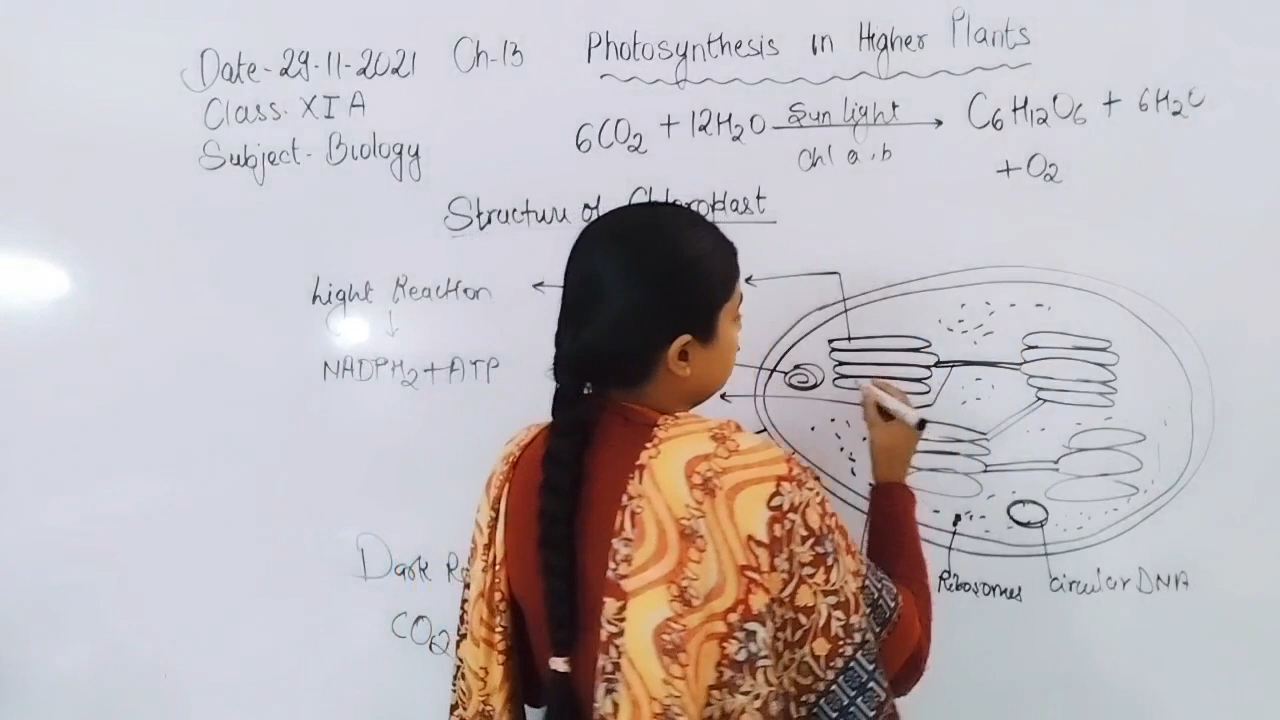 Date-29-11-2021 Ch-13 Photosynthesis in Higher Plants
Class. XI A
Subject- Biology
6CO2 + 12H2O Sun light C6H12O6 + 6H2O
Chl a, b
+O2
Structure of Chloroplast
Light Reaction
NADPH2+ATP
Dark
CO2
Ribosomes circular DNA